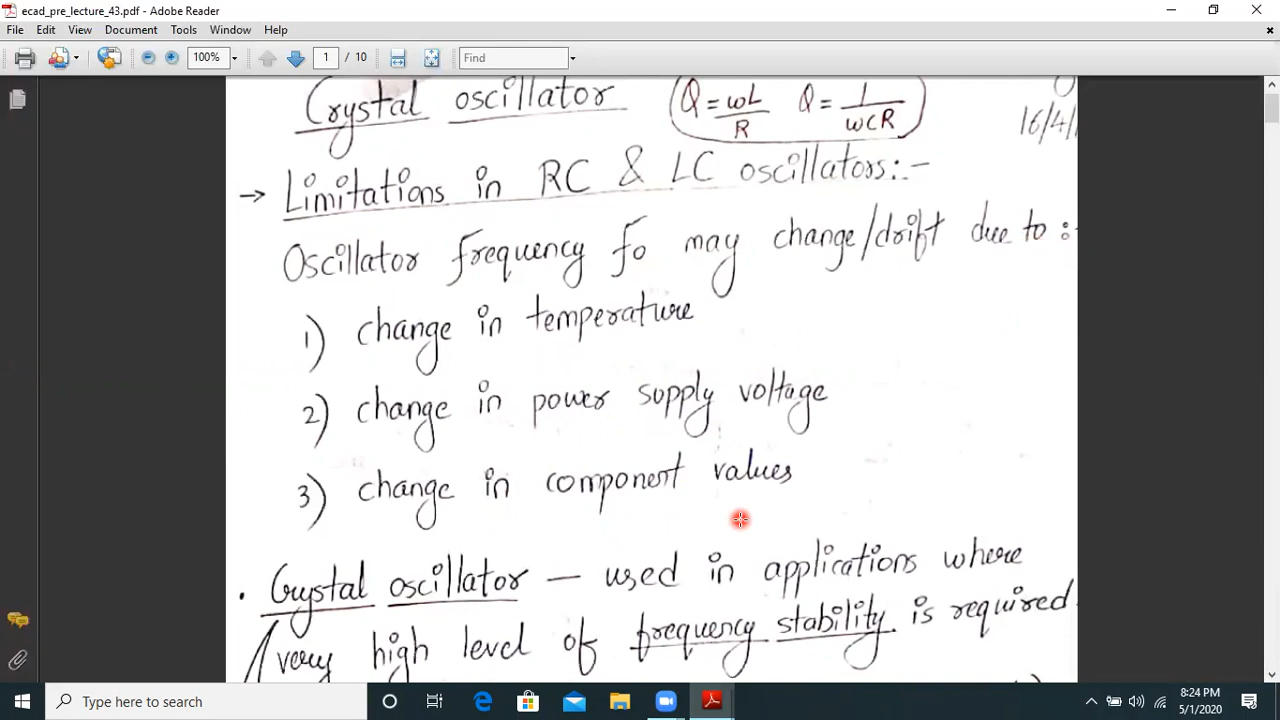 ecad_pre_lecture_43.pdf - Adobe Reader
File Edit View Document Tools Window Help
1 / 10 100% Find
Crystal oscillator Q = ωL/R Q = 1/ωCR
16/4/
→ Limitations in RC & LC oscillators:-
Oscillator frequency fo may change/drift due to :-
1) change in temperature
2) change in power supply voltage
3) change in component values
• Crystal oscillator — used in applications where
very high level of frequency stability is required
Type here to search
8:24 PM
5/1/2020